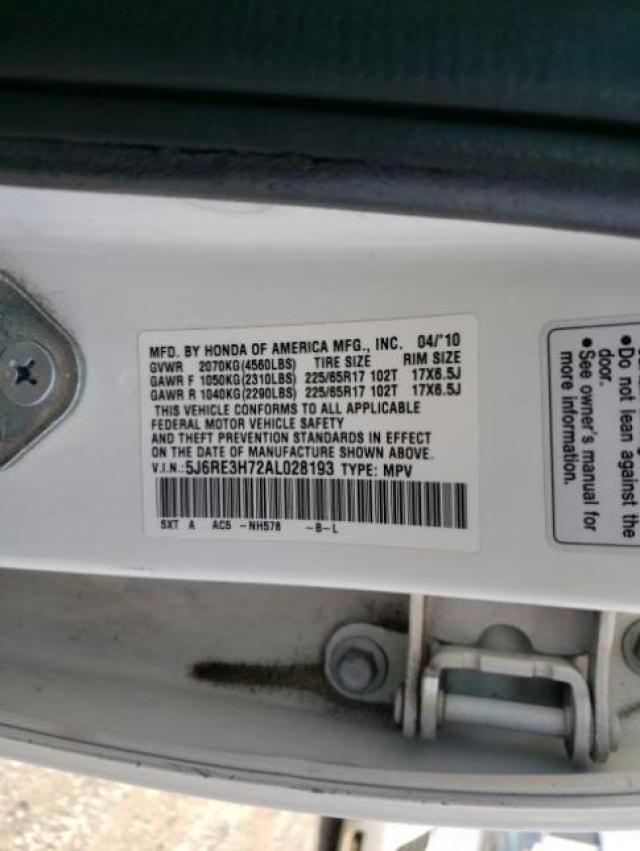 MFD. BY HONDA OF AMERICA MFG., INC. 04/'10
GVWR 2070KG(4560LBS) TIRE SIZE RIM SIZE
GAWR F 1050KG(2310LBS) 225/65R17 102T 17X6.5J
GAWR R 1040KG(2290LBS) 225/65R17 102T 17X6.5J
THIS VEHICLE CONFORMS TO ALL APPLICABLE
FEDERAL MOTOR VEHICLE SAFETY
AND THEFT PREVENTION STANDARDS IN EFFECT
ON THE DATE OF MANUFACTURE SHOWN ABOVE.
V.I.N.:5J6RE3H72AL028193 TYPE: MPV
SXT A AC5 -NH578 -B-L
● Do not lean against the
door.
● See owner's manual for
more information.